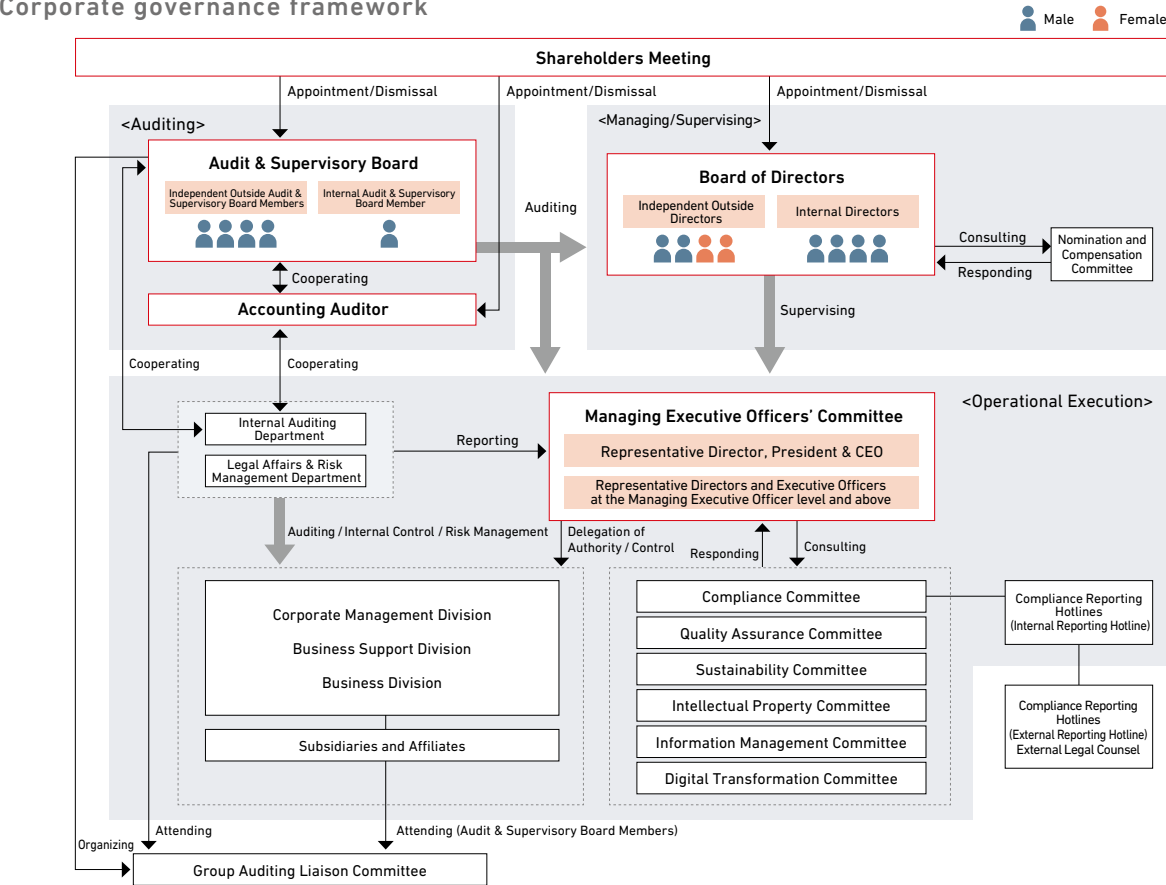 Corporate governance framework
Male
Female
Shareholders Meeting
Appointment/Dismissal
Appointment/Dismissal
Appointment/Dismissal
<Auditing>
<Managing/Supervising>
Audit & Supervisory Board
Independent Outside Audit &
Supervisory Board Members
Internal Audit & Supervisory
Board Member
Auditing
Board of Directors
Independent Outside
Directors
Internal Directors
Consulting
Responding
Nomination and
Compensation
Committee
Cooperating
Accounting Auditor
Supervising
Cooperating
Cooperating
<Operational Execution>
Internal Auditing
Department
Legal Affairs & Risk
Management Department
Reporting
Managing Executive Officers' Committee
Representative Director, President & CEO
Representative Directors and Executive Officers
at the Managing Executive Officer level and above
Auditing / Internal Control / Risk Management
Delegation of
Authority / Control
Responding
Consulting
Corporate Management Division
Business Support Division
Business Division
Subsidiaries and Affiliates
Compliance Committee
Quality Assurance Committee
Sustainability Committee
Intellectual Property Committee
Information Management Committee
Digital Transformation Committee
Compliance Reporting
Hotlines
(Internal Reporting Hotline)
Compliance Reporting
Hotlines
(External Reporting Hotline)
External Legal Counsel
Organizing
Attending
Attending (Audit & Supervisory Board Members)
Group Auditing Liaison Committee